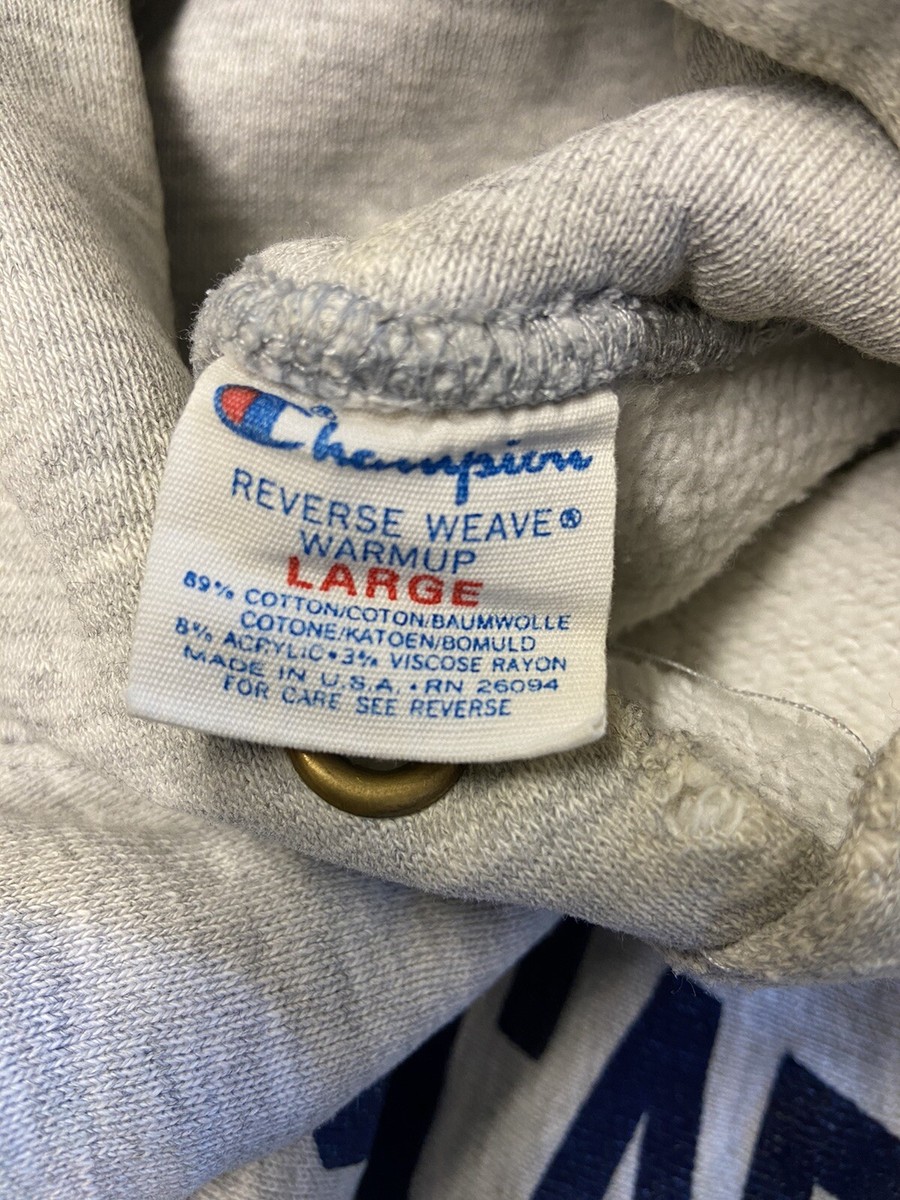 Champion
REVERSE WEAVE®
WARMUP
LARGE
89% COTTON/COTON/BAUMWOLLE
COTONE/KATOEN/BOMULD
8% ACRYLIC•3% VISCOSE RAYON
MADE IN U.S.A. • RN 26094
FOR CARE SEE REVERSE